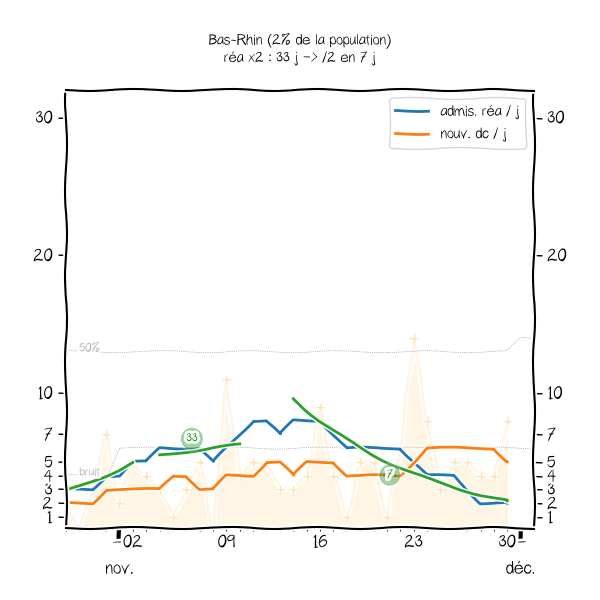 Bas-Rhin (2% de la population)
réa x2 : 33 j -> /2 en 7 j
admis. réa / j
nouv. dc / j
30 30
20 20
50%
10 10
7 7
33
5 5
bruit
4 7 4
3 3
2 2
1 1
02 09 16 23 30
nov. déc.